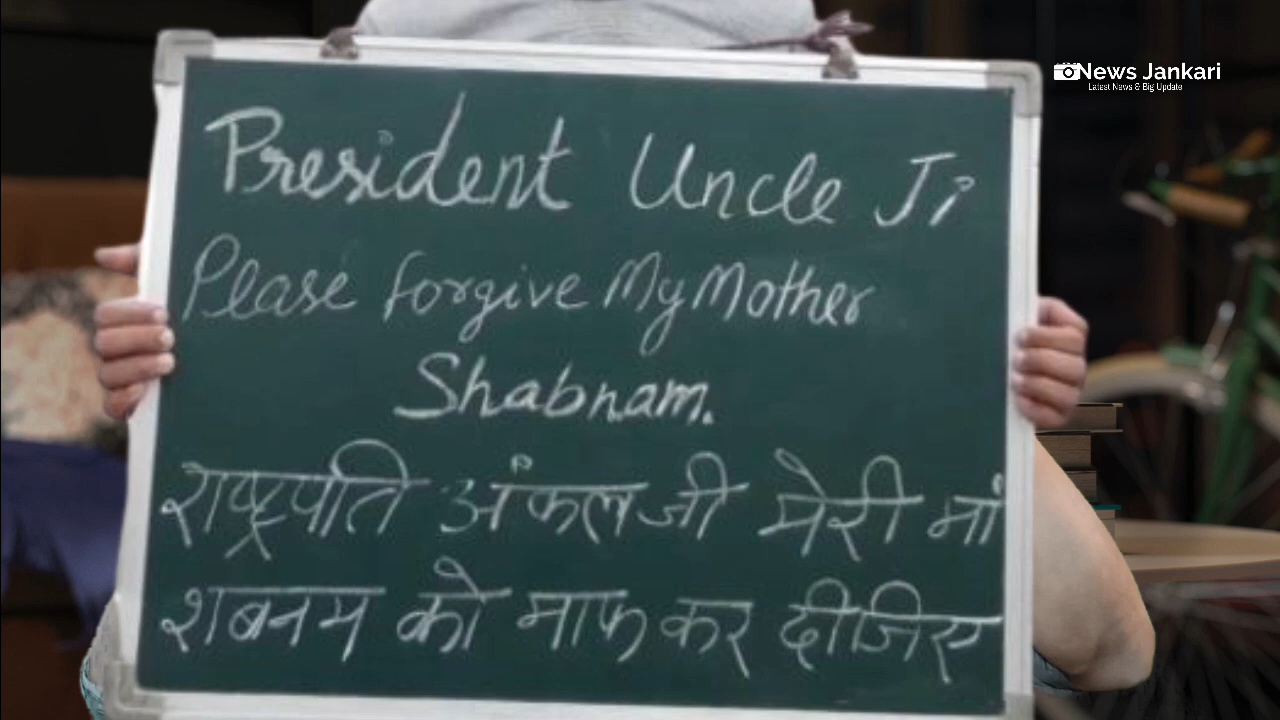 News Jankari
Latest News & Big Update
President Uncle Ji
Please forgive My Mother
Shabnam.
राष्ट्रपति अंकल जी मेरी मां
शबनम को माफ कर दीजिए